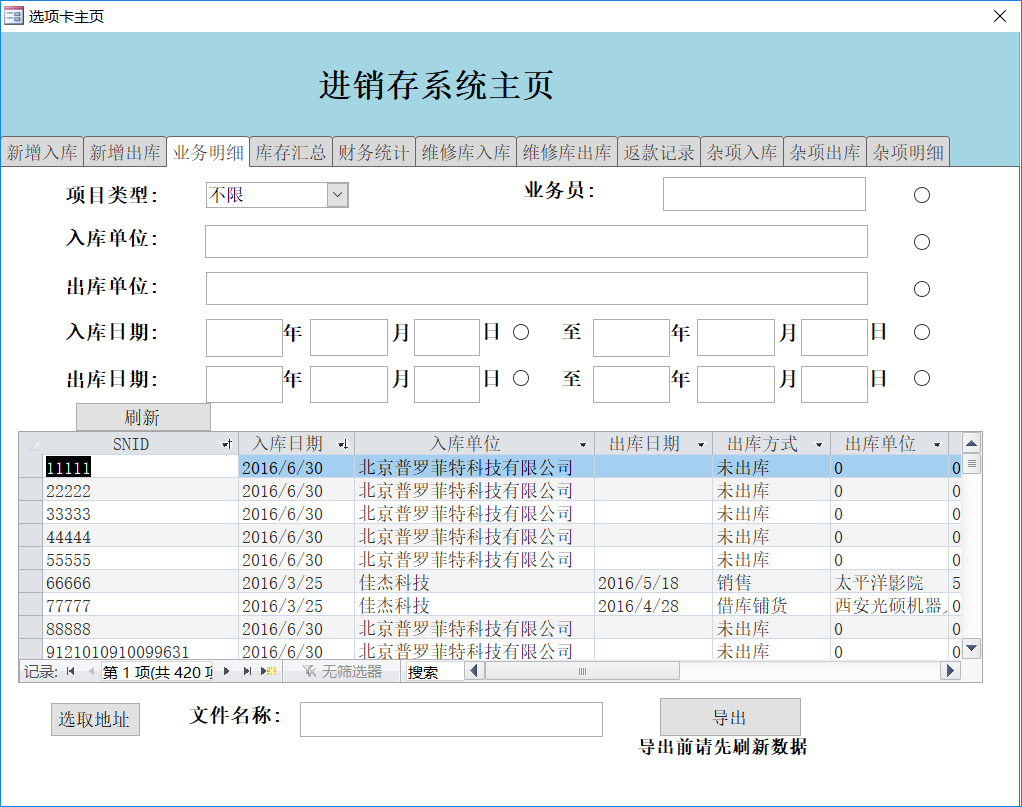 选项卡主页
进销存系统主页
新增入库 新增出库 业务明细 库存汇总 财务统计 维修库入库 维修库出库 返款记录 杂项入库 杂项出库 杂项明细
项目类型： 不限 业务员：
入库单位：
出库单位：
入库日期： 年 月 日 至 年 月 日
出库日期： 年 月 日 至 年 月 日
刷新
SNID 入库日期 入库单位 出库日期 出库方式 出库单位
11111 2016/6/30 北京普罗菲特科技有限公司 未出库 0 0
22222 2016/6/30 北京普罗菲特科技有限公司 未出库 0 0
33333 2016/6/30 北京普罗菲特科技有限公司 未出库 0 0
44444 2016/6/30 北京普罗菲特科技有限公司 未出库 0 0
55555 2016/6/30 北京普罗菲特科技有限公司 未出库 0 0
66666 2016/3/25 佳杰科技 2016/5/18 销售 太平洋影院 5
77777 2016/3/25 佳杰科技 2016/4/28 借库铺货 西安光硕机器 0
88888 2016/6/30 北京普罗菲特科技有限公司 未出库 0 0
9121010910099631 2016/6/30 北京普罗菲特科技有限公司 未出库 0 0
记录: 第 1 项(共 420 项 无筛选器 搜索
选取地址 文件名称： 导出
导出前请先刷新数据